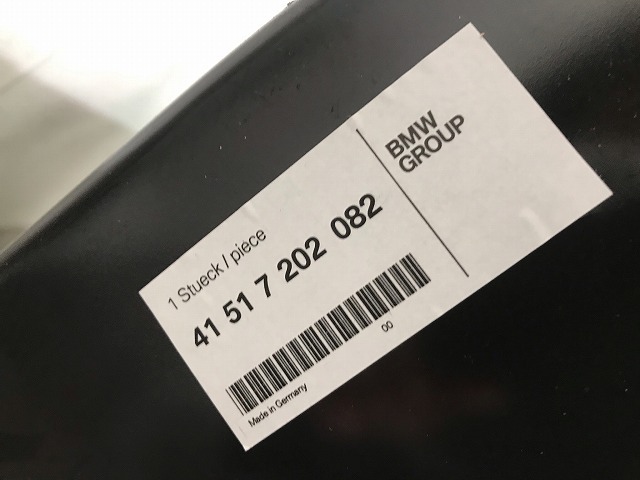 1 Stueck / piece
41 51 7 202 082
00
Made in Germany
BMW
GROUP